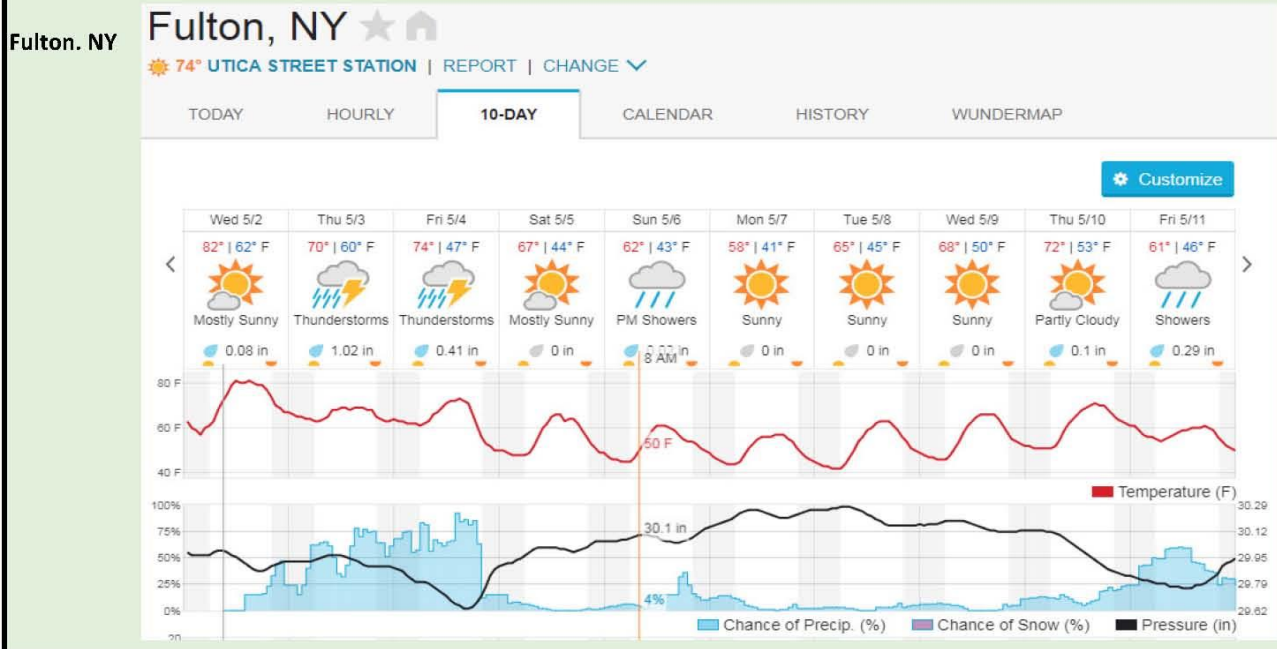 Fulton. NY
Fulton, NY
74° UTICA STREET STATION | REPORT | CHANGE
TODAY HOURLY 10-DAY CALENDAR HISTORY WUNDERMAP
Customize
Wed 5/2 Thu 5/3 Fri 5/4 Sat 5/5 Sun 5/6 Mon 5/7 Tue 5/8 Wed 5/9 Thu 5/10 Fri 5/11
82° | 62° F 70° | 60° F 74° | 47° F 67° | 44° F 62° | 43° F 58° | 41° F 65° | 45° F 68° | 50° F 72° | 53° F 61° | 46° F
Mostly Sunny Thunderstorms Thunderstorms Mostly Sunny PM Showers Sunny Sunny Sunny Partly Cloudy Showers
0.08 in 1.02 in 0.41 in 0 in in 0 in 0 in 0 in 0.1 in 0.29 in
8 AM
80 F
60 F
50 F
40 F
Temperature (F)
100% 30.29
75% 30.1 in 30.12
50% 29.95
25% 29.79
4%
0% 29.62
Chance of Precip. (%) Chance of Snow (%) Pressure (in)